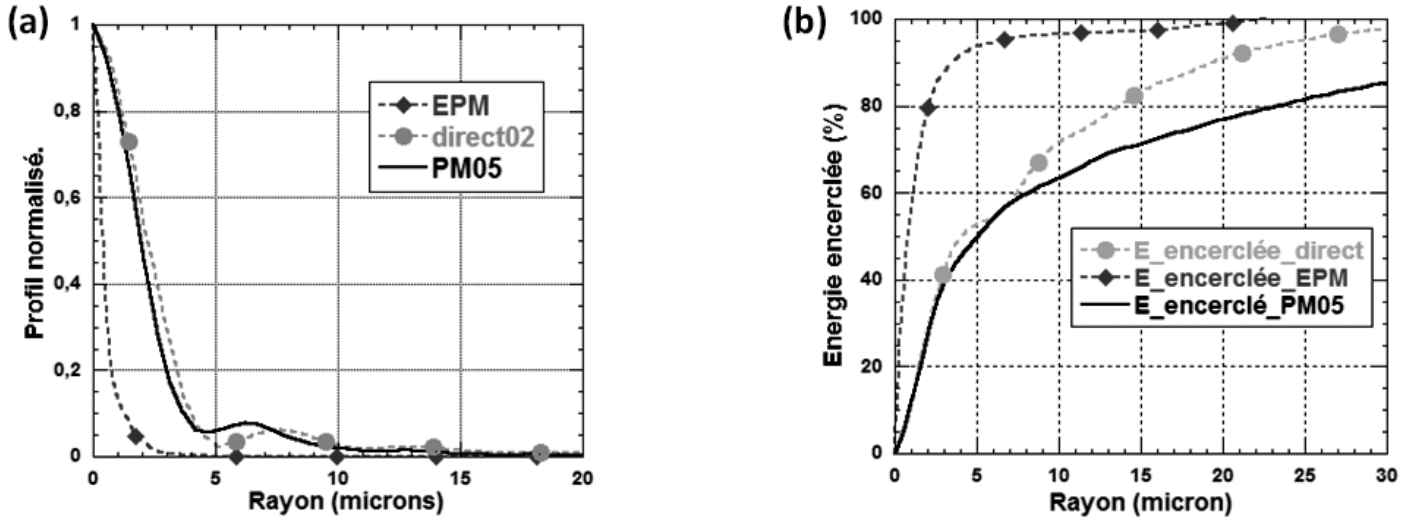 (a)
Profil normalisé.
1
0,8
0,6
0,4
0,2
0
EPM
direct02
PM05
0 5 10 15 20
Rayon (microns)
(b)
Energie encerclée (%)
100
80
60
40
20
0
E_encerclée_direct
E_encerclée_EPM
E_encerclé_PM05
0 5 10 15 20 25 30
Rayon (micron)